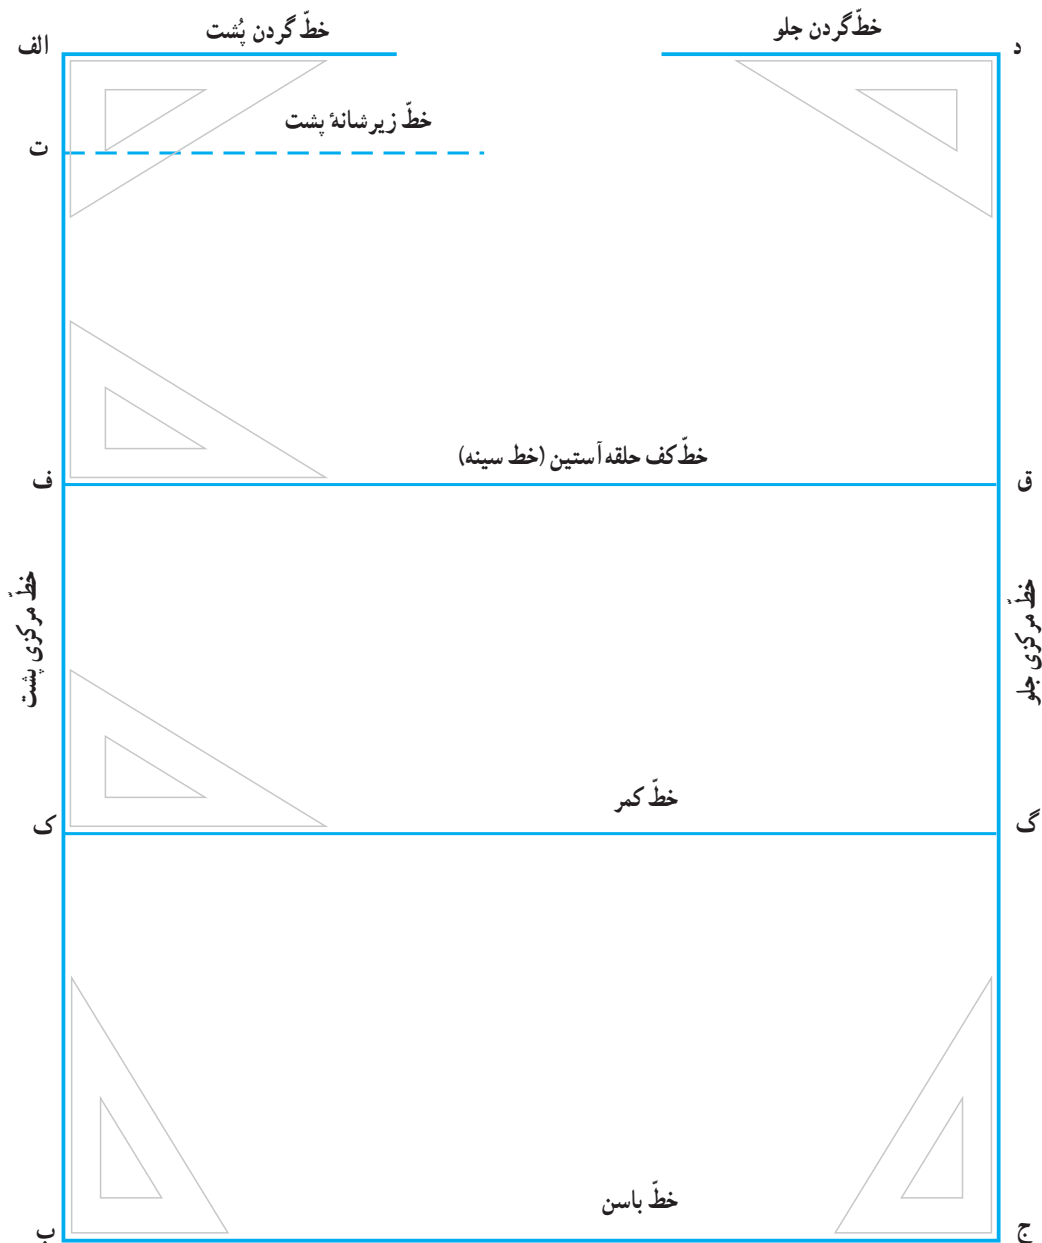 خطّ گردن جلو
خطّ گردن پُشت
د
الف
خطّ زیرشانهٔ پشت
ت
خطّ کف حلقه آستین (خط سینه)
ق
ف
خطّ مرکزی جلو
خطّ مرکزی پشت
خطّ کمر
گ
ک
خطّ باسن
ج
ب